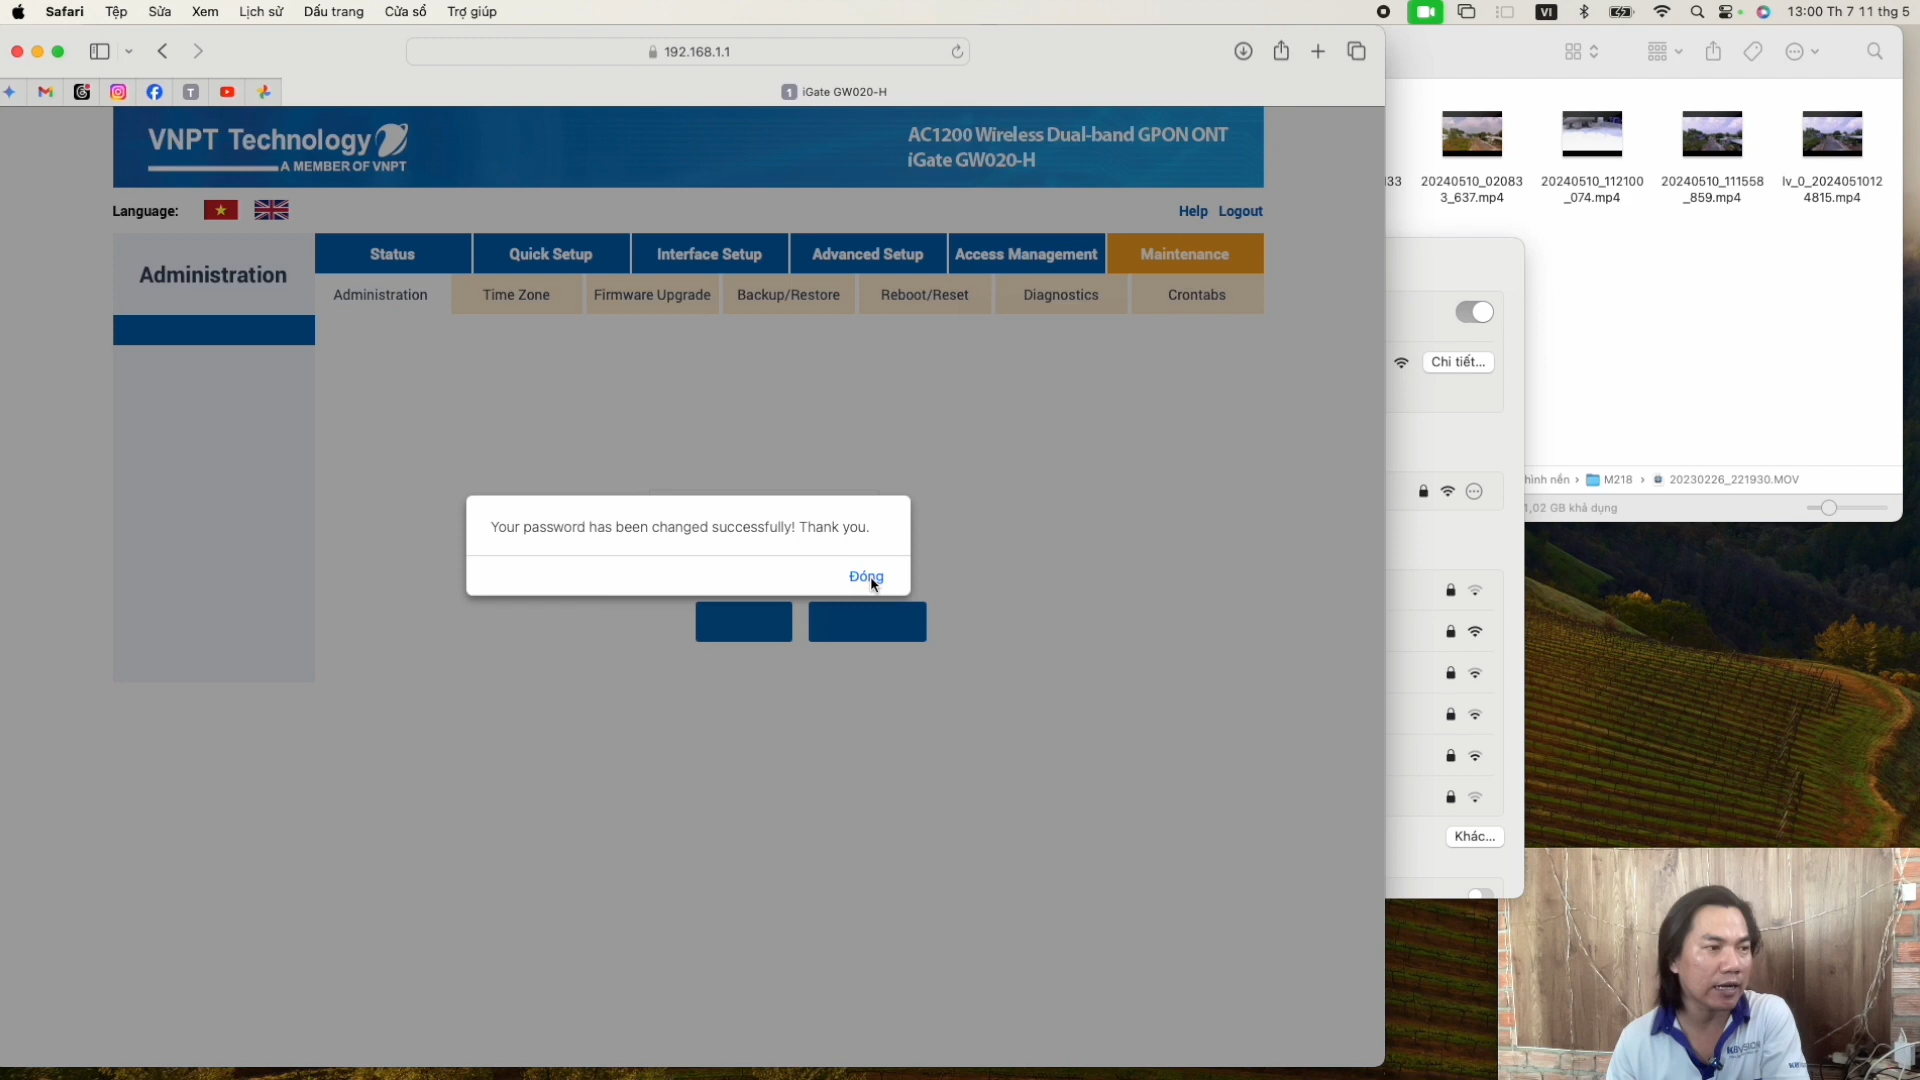 Safari Tệp Sửa Xem Lịch sử Dấu trang Cửa sổ Trợ giúp
VI
13:00 Th 7 11 thg 5
192.168.1.1
T
1 iGate GW020-H
VNPT Technology
A MEMBER OF VNPT
AC1200 Wireless Dual-band GPON ONT
iGate GW020-H
Language:
Help Logout
Administration
Status Quick Setup Interface Setup Advanced Setup Access Management Maintenance
Administration Time Zone Firmware Upgrade Backup/Restore Reboot/Reset Diagnostics Crontabs
Your password has been changed successfully! Thank you.
Đóng
33
20240510_02083
3_637.mp4
20240510_112100
_074.mp4
20240510_111558
_859.mp4
lv_0_2024051012
4815.mp4
Chi tiết...
hình nền › M218 › 20230226_221930.MOV
1,02 GB khả dụng
Khác...